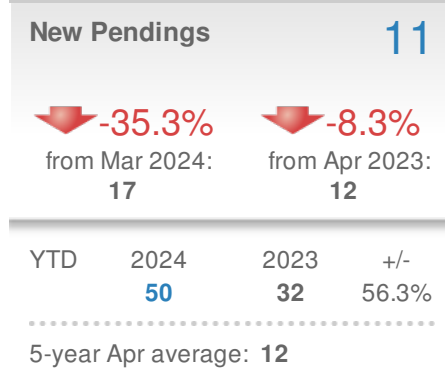 New Pendings 11
-35.3% -8.3%
from Mar 2024: from Apr 2023:
17 12
YTD 2024 2023 +/-
50 32 56.3%
5-year Apr average: 12